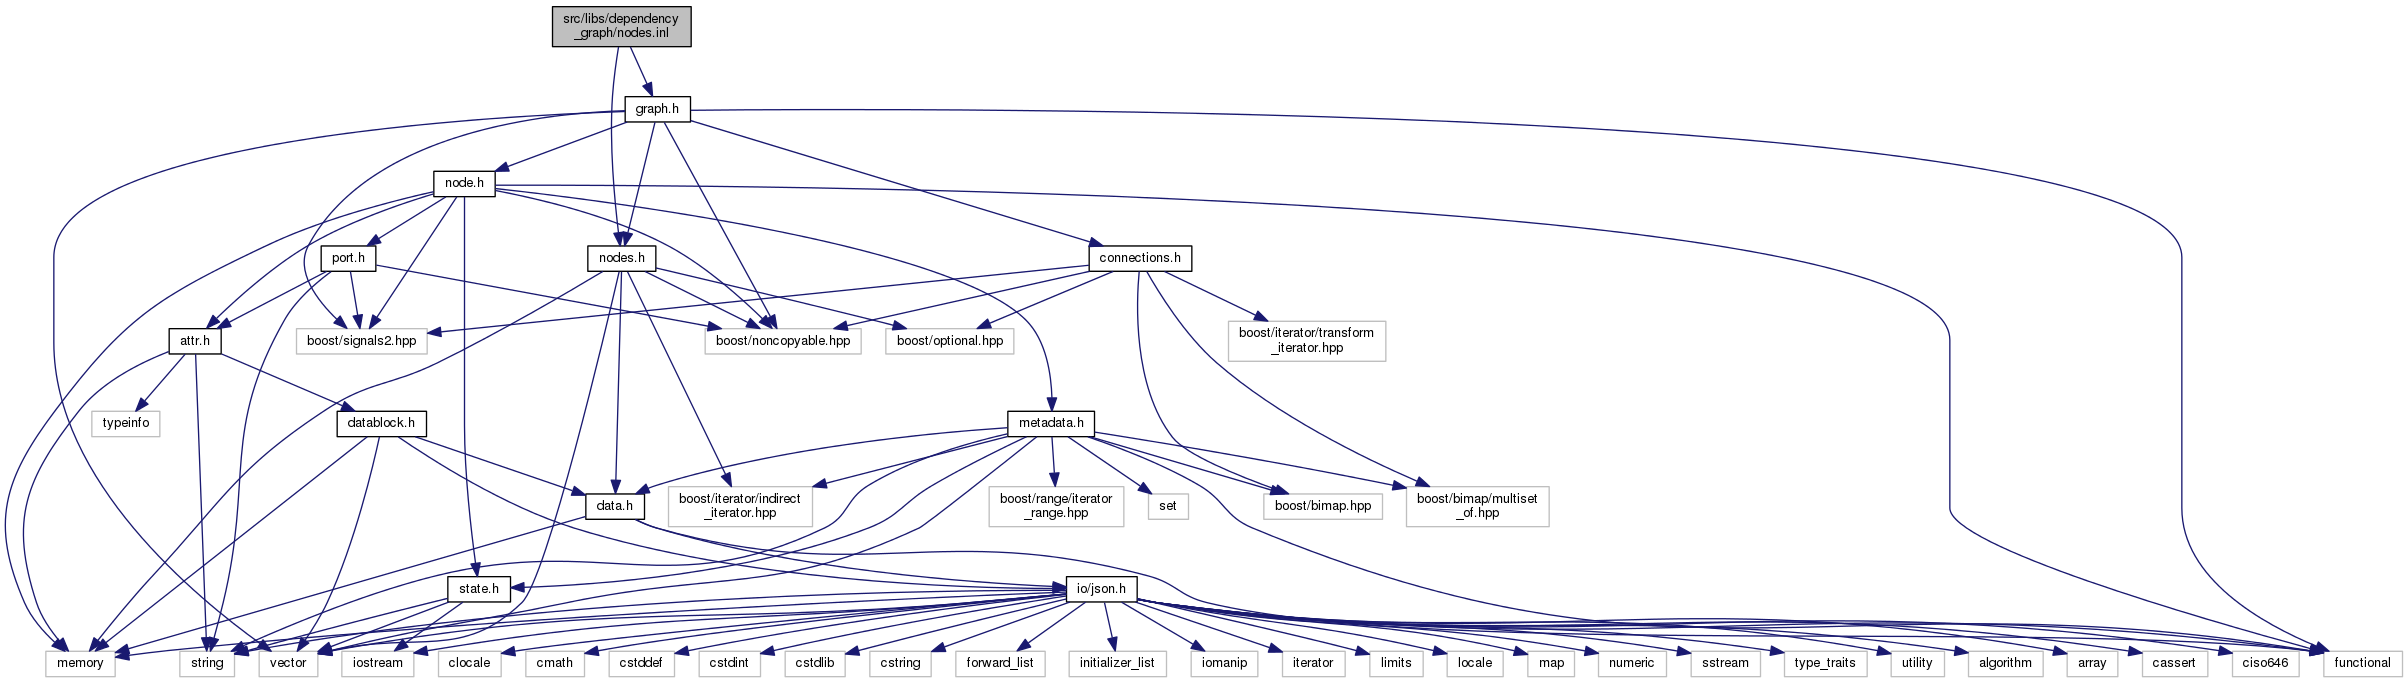 src/libs/dependency
_graph/nodes.inl
graph.h
node.h
port.h
nodes.h
connections.h
attr.h
boost/signals2.hpp
boost/noncopyable.hpp
boost/optional.hpp
boost/iterator/transform
_iterator.hpp
typeinfo
datablock.h
metadata.h
data.h
boost/iterator/indirect
_iterator.hpp
boost/range/iterator
_range.hpp
set
boost/bimap.hpp
boost/bimap/multiset
_of.hpp
state.h
io/json.h
memory
string
vector
iostream
clocale
cmath
cstddef
cstdint
cstdlib
cstring
forward_list
initializer_list
iomanip
iterator
limits
locale
map
numeric
sstream
type_traits
utility
algorithm
array
cassert
ciso646
functional